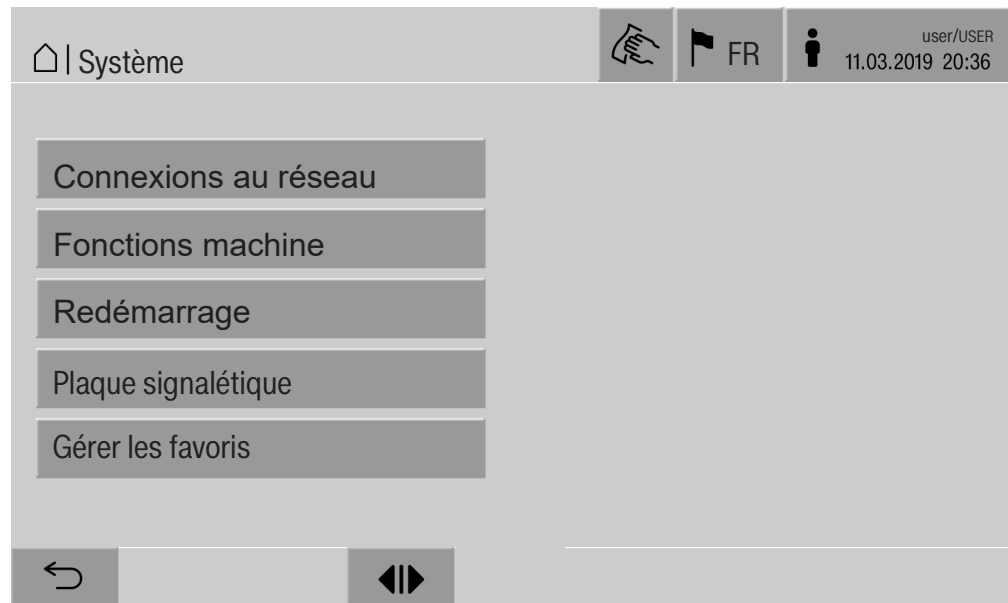 Système
FR
user/USER
11.03.2019 20:36
Connexions au réseau
Fonctions machine
Redémarrage
Plaque signalétique
Gérer les favoris